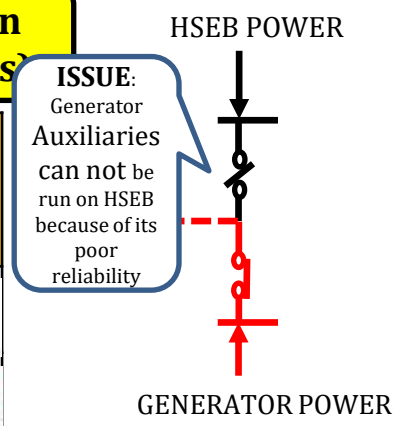 n
s
HSEB POWER
ISSUE:
Generator
Auxiliaries
can not be
run on HSEB
because of its
poor
reliability
GENERATOR POWER